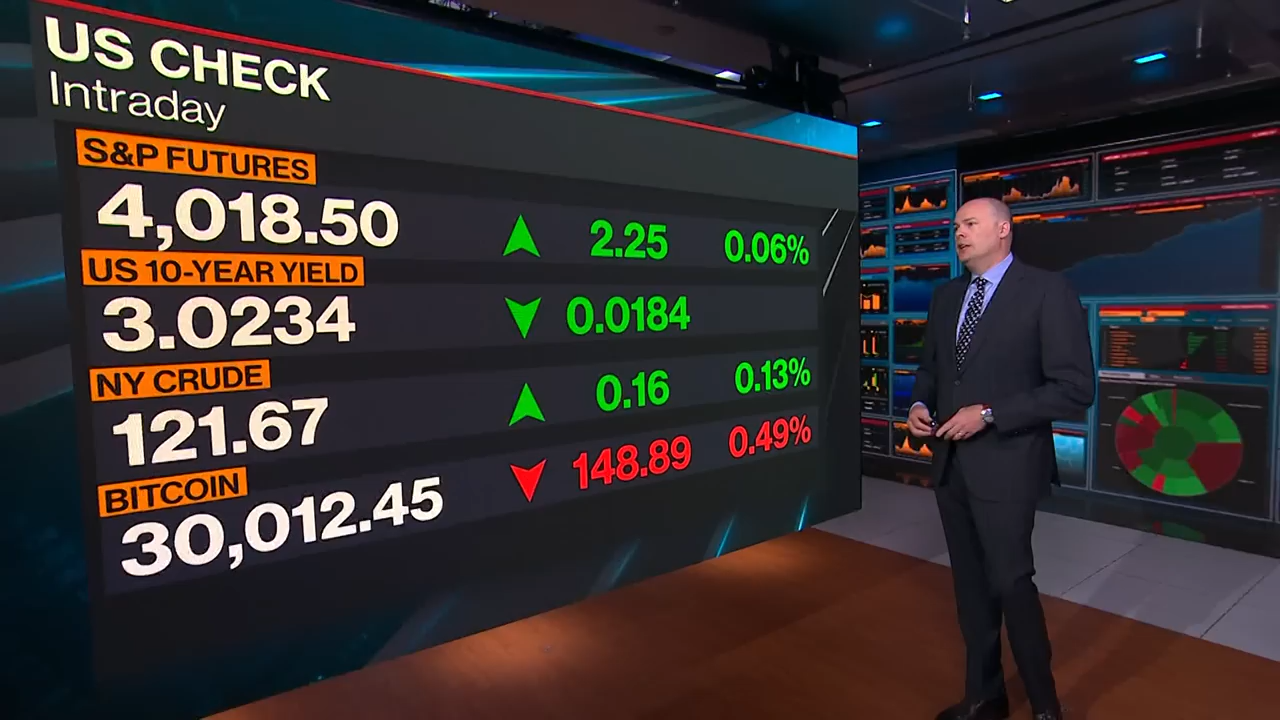 US CHECK
Intraday
S&P FUTURES
4,018.50 2.25 0.06%
US 10-YEAR YIELD
3.0234 0.0184
NY CRUDE
121.67 0.16 0.13%
BITCOIN
30,012.45 148.89 0.49%